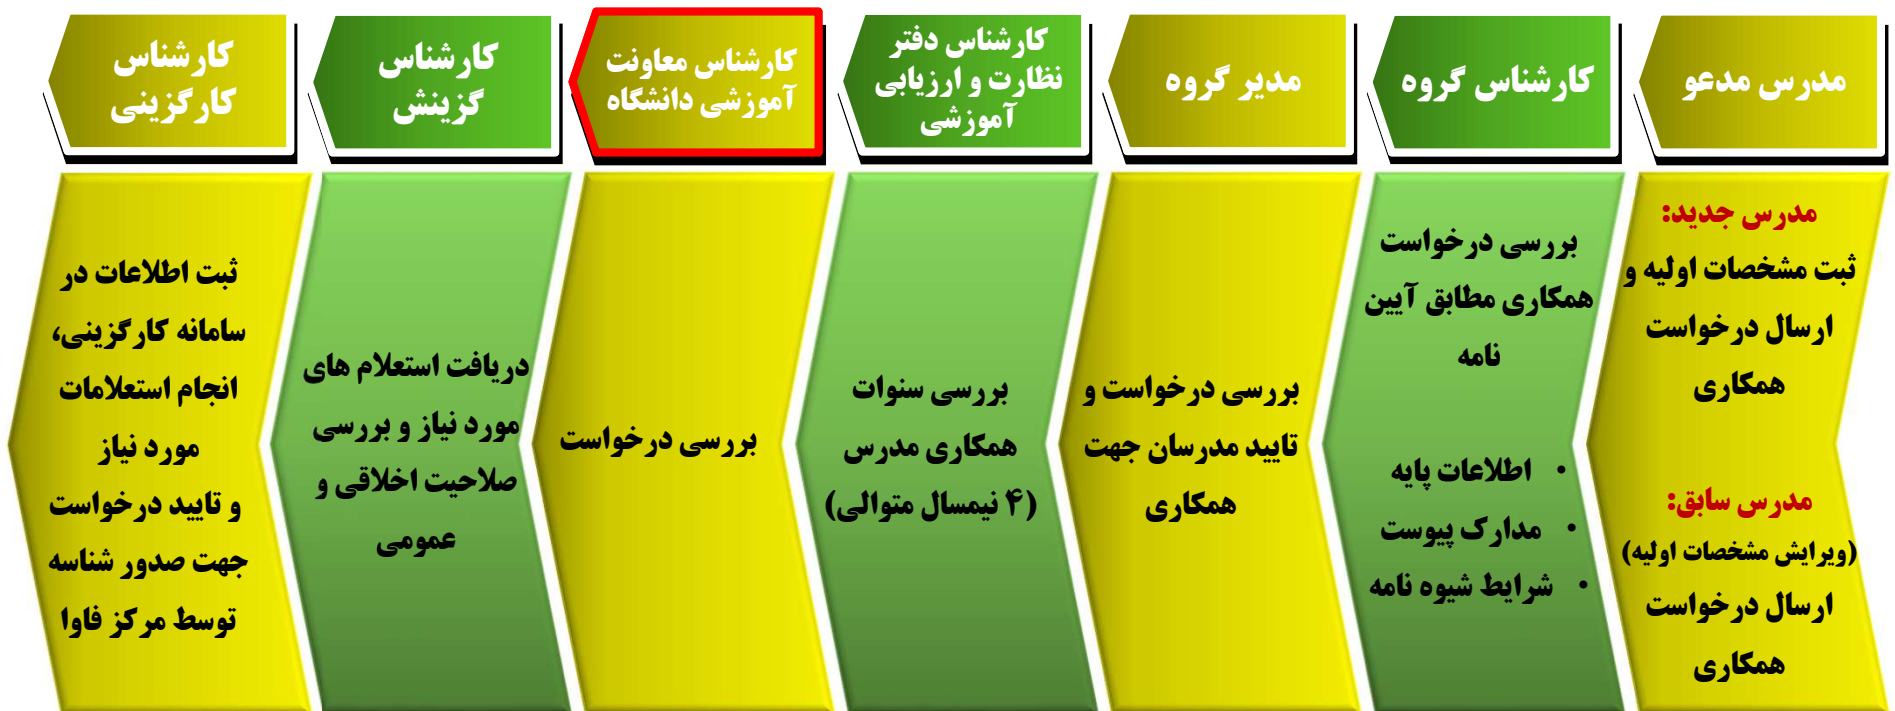 مدرس مدعو
کارشناس گروه
مدیر گروه
کارشناس دفتر
نظارت و ارزیابی
آموزشی
کارشناس معاونت
آموزشی دانشگاه
کارشناس
گزینش
کارشناس
کارگزینی
مدرس جدید:
ثبت مشخصات اولیه و
ارسال درخواست
همکاری
مدرس سابق:
(ویرایش مشخصات اولیه)
ارسال درخواست
همکاری
بررسی درخواست
همکاری مطابق آیین
نامه
• اطلاعات پایه
• مدارک پیوست
• شرایط شیوه نامه
بررسی درخواست و
تایید مدرسان جهت
همکاری
بررسی سنوات
همکاری مدرس
(۴ نیمسال متوالی)
بررسی درخواست
دریافت استعلام های
مورد نیاز و بررسی
صلاحیت اخلاقی و
عمومی
ثبت اطلاعات در
سامانه کارگزینی،
انجام استعلامات
مورد نیاز
و تایید درخواست
جهت صدور شناسه
توسط مرکز فاوا